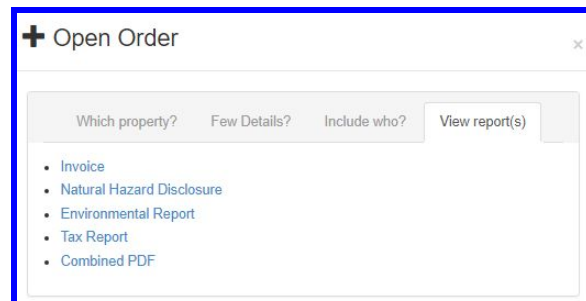 Open Order
×
Which property? Few Details? Include who? View report(s)
Invoice
Natural Hazard Disclosure
Environmental Report
Tax Report
Combined PDF